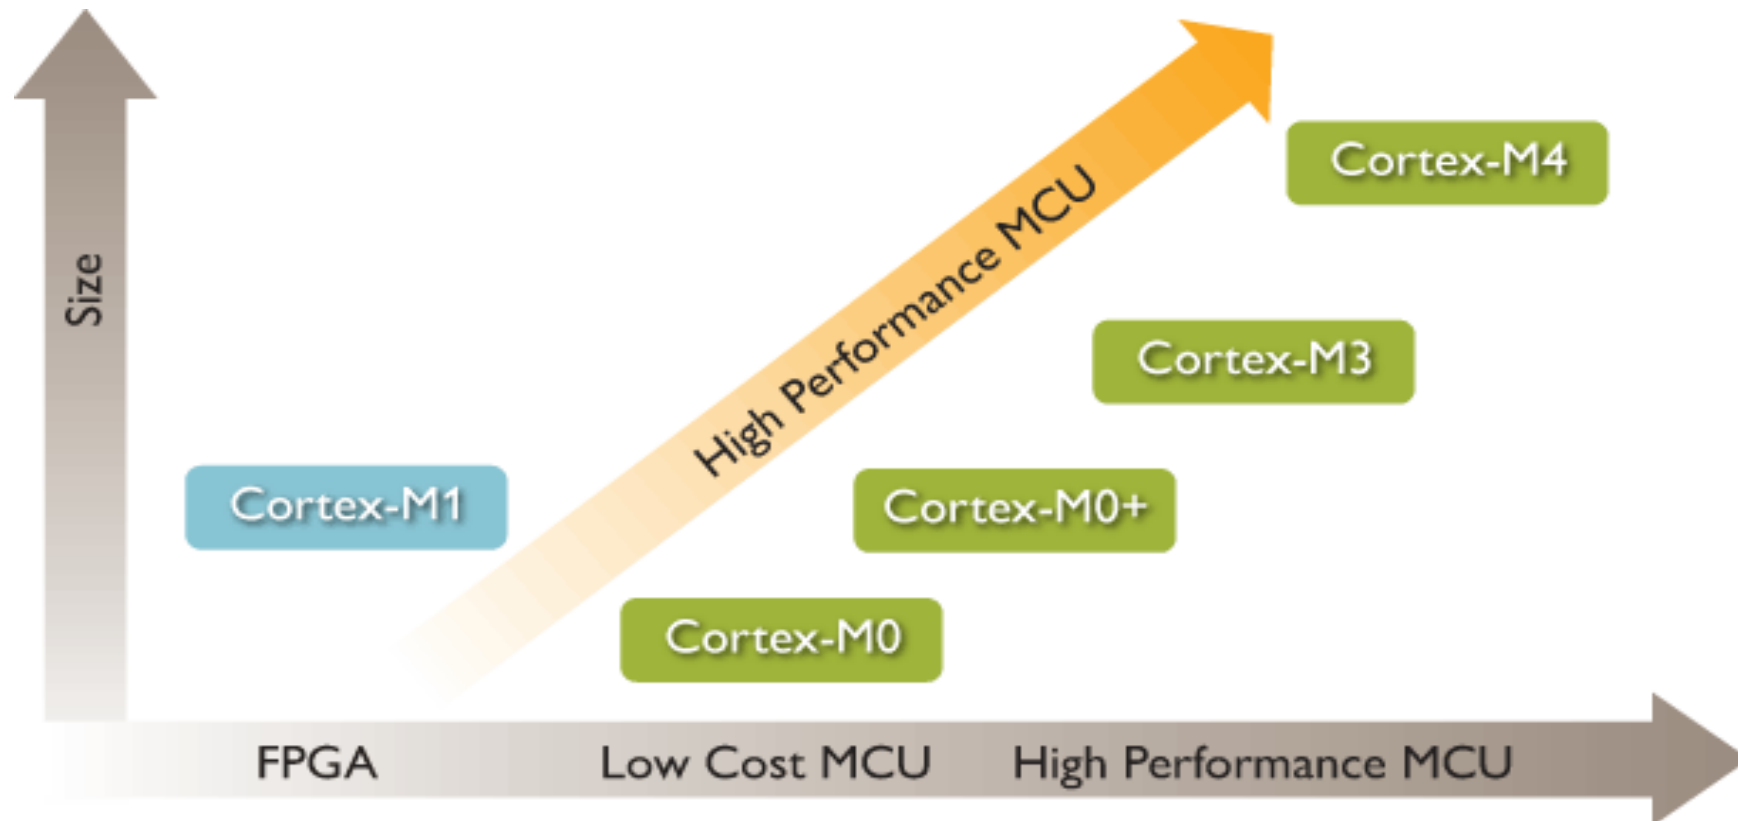 Cortex-M4
High Performance MCU
Size
Cortex-M3
Cortex-M1
Cortex-M0+
Cortex-M0
FPGA
Low Cost MCU
High Performance MCU